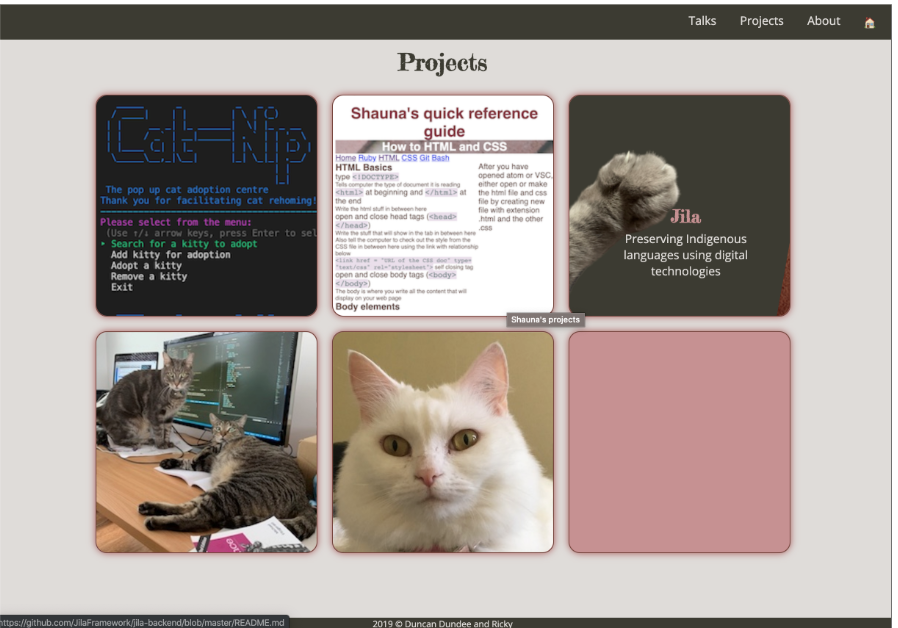 Talks Projects About
Projects
Cat-Nip
The pop up cat adoption centre
Thank you for facilitating cat rehoming!
Please select from the menu:
(Use ↑/↓ arrow keys, press Enter to sel
• Search for a kitty to adopt
Add kitty for adoption
Adopt a kitty
Remove a kitty
Exit
Shauna's quick reference
guide
How to HTML and CSS
Home Ruby HTML CSS Git Bash
HTML Basics
type <!DOCTYPE>
Tells computer the type of document it is reading
<html> at beginning and </html> at
the end
Write the html stuff in between here
open and close head tags (<head>
</head>)
Write the stuff that will show in the tab in between here
Also tell the computer to check out the style from the
CSS file in between here using the link with relationship
below
<link href = "URL of the CSS doc" type=
"text/css" rel="stylesheet"> self closing tag
open and close body tags (<body>
</body>)
The body is where you write all the content that will
display on your web page
Body elements
After you have
opened atom or VSC,
either open or make
the html file and css
file by creating new
file with extension
.html and the other
.css
Jila
Preserving Indigenous
languages using digital
technologies
Shauna's projects
https://github.com/JilaFramework/jila-backend/blob/master/README.md
2019 © Duncan Dundee and Ricky